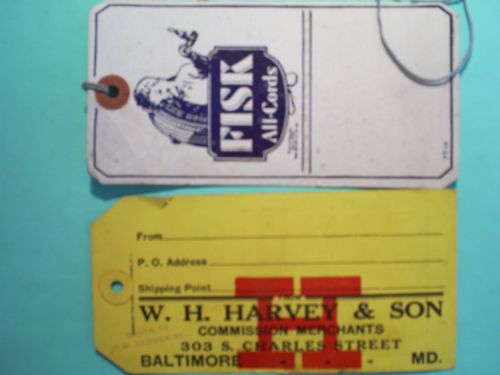 FISK
All-Cords
From
P. O. Address
Shipping Point
W. H. HARVEY & SON
COMMISSION MERCHANTS
303 S. CHARLES STREET
BALTIMORE - - - MD.